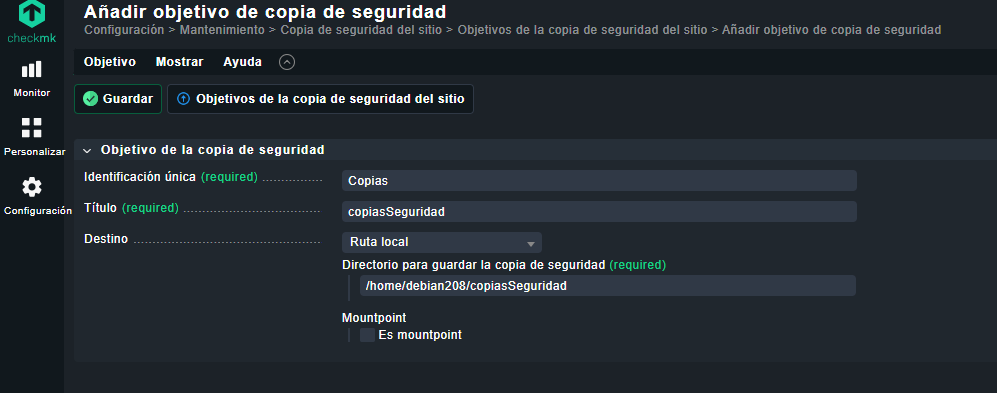 Añadir objetivo de copia de seguridad
Configuración > Mantenimiento > Copia de seguridad del sitio > Objetivos de la copia de seguridad del sitio > Añadir objetivo de copia de seguridad
checkmk
Objetivo Mostrar Ayuda
Monitor
Guardar Objetivos de la copia de seguridad del sitio
Personalizar
Objetivo de la copia de seguridad
Identificación única (required) Copias
Configuración
Título (required) copiasSeguridad
Destino Ruta local
Directorio para guardar la copia de seguridad (required)
/home/debian208/copiasSeguridad
Mountpoint
Es mountpoint